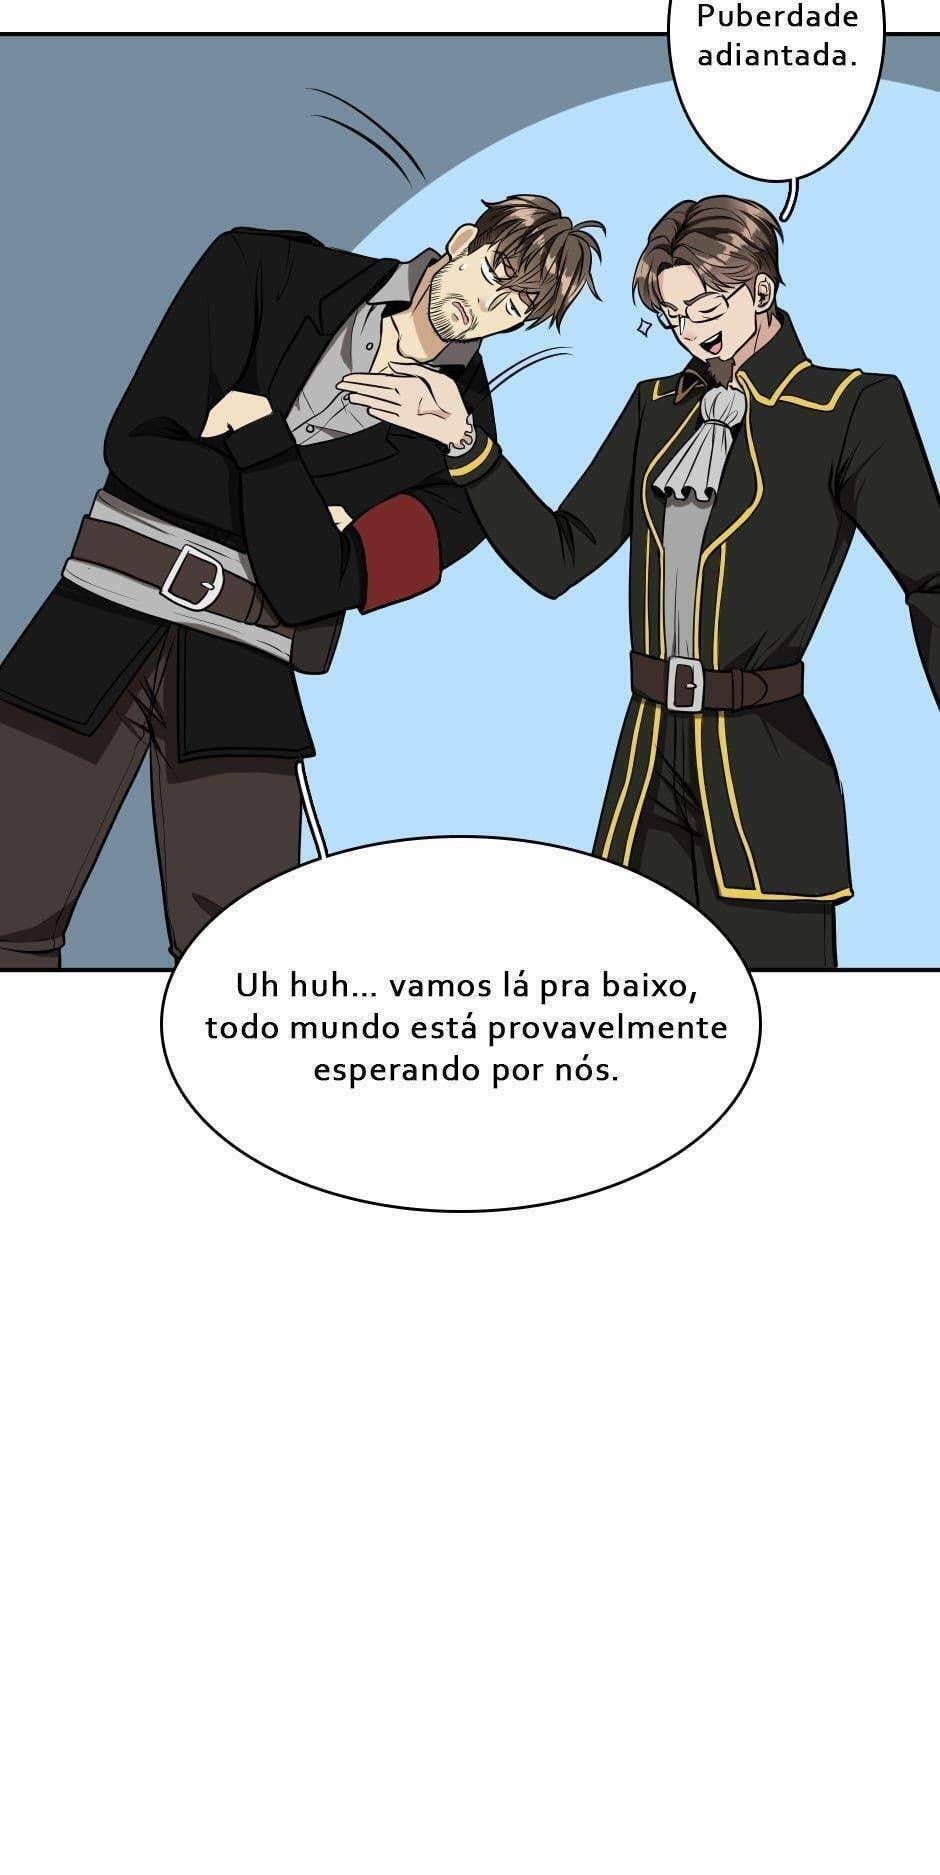 Puberdade
adiantada.
Uh huh... vamos lá pra baixo,
todo mundo está provavelmente
esperando por nós.